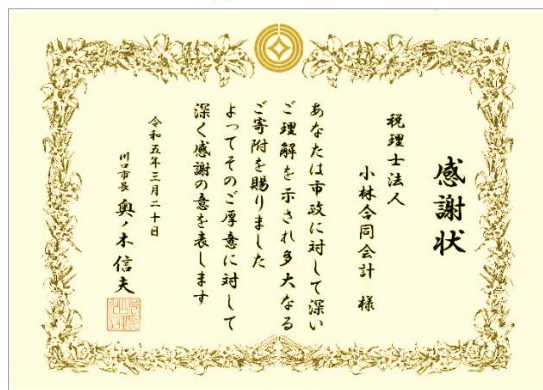 感謝状
税理士法人
小林合同会計 様
あなたは市政に対して深い
ご理解を示され多大なる
ご寄附を賜りました
よってそのご厚意に対して
深く感謝の意を表します
令和五年三月二十日
川口市長 奥ノ木信夫